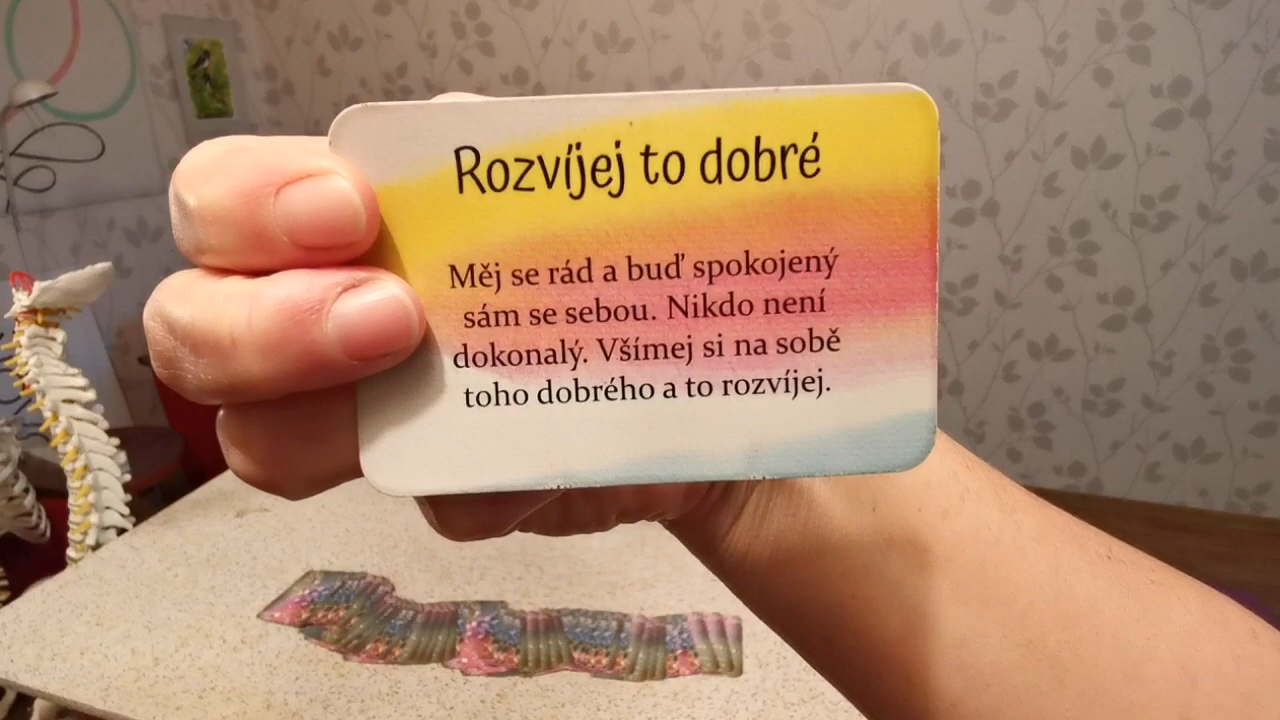 Rozvíjej to dobré
Měj se rád a buď spokojený
sám se sebou. Nikdo není
dokonalý. Všímej si na sobě
toho dobrého a to rozvíjej.